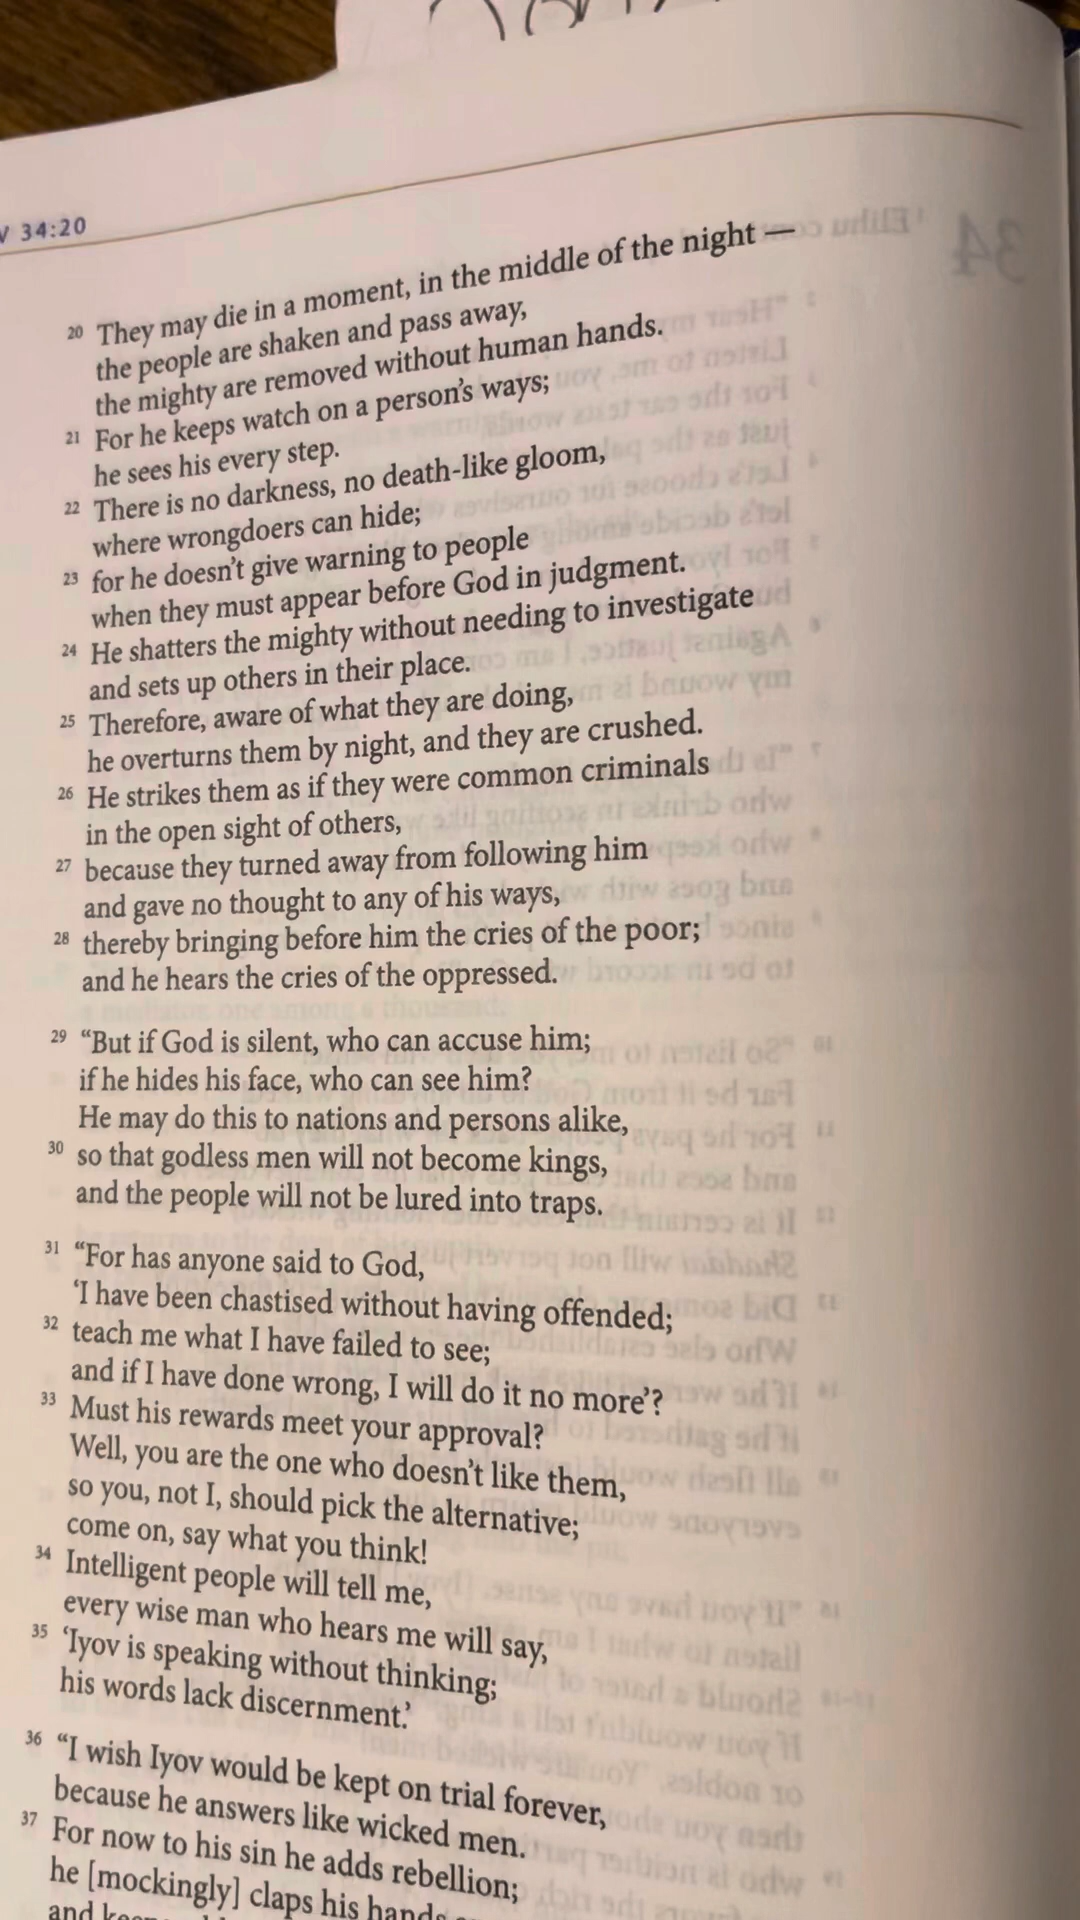 34:20
20 They may die in a moment, in the middle of the night —
the people are shaken and pass away,
the mighty are removed without human hands.
21 For he keeps watch on a person's ways;
he sees his every step.
22 There is no darkness, no death-like gloom,
where wrongdoers can hide;
23 for he doesn't give warning to people
when they must appear before God in judgment.
24 He shatters the mighty without needing to investigate
and sets up others in their place.
25 Therefore, aware of what they are doing,
he overturns them by night, and they are crushed.
26 He strikes them as if they were common criminals
in the open sight of others,
27 because they turned away from following him
and gave no thought to any of his ways,
28 thereby bringing before him the cries of the poor;
and he hears the cries of the oppressed.
29 “But if God is silent, who can accuse him;
if he hides his face, who can see him?
He may do this to nations and persons alike,
30 so that godless men will not become kings,
and the people will not be lured into traps.
31 “For has anyone said to God,
‘I have been chastised without having offended;
32 teach me what I have failed to see;
and if I have done wrong, I will do it no more’?
33 Must his rewards meet your approval?
Well, you are the one who doesn't like them,
so you, not I, should pick the alternative;
come on, say what you think!
34 Intelligent people will tell me,
every wise man who hears me will say,
35 ‘Iyov is speaking without thinking;
his words lack discernment.’
36 “I wish Iyov would be kept on trial forever,
because he answers like wicked men.
37 For now to his sin he adds rebellion;
he [mockingly] claps his hands
and